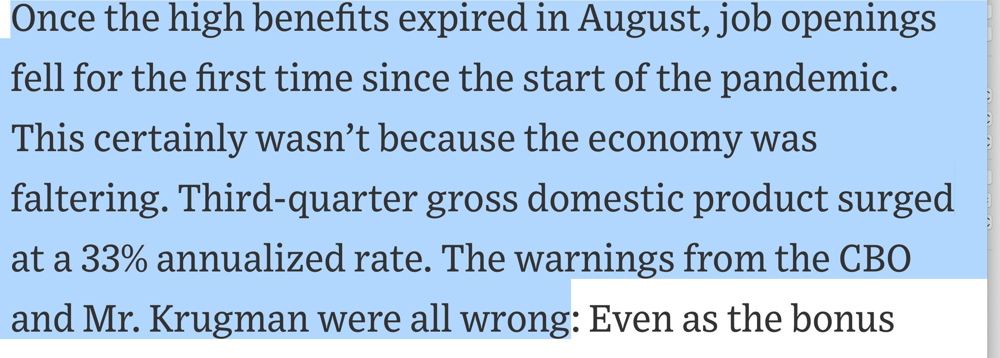 Once the high benefits expired in August, job openings
fell for the first time since the start of the pandemic.
This certainly wasn’t because the economy was
faltering. Third-quarter gross domestic product surged
at a 33% annualized rate. The warnings from the CBO
and Mr. Krugman were all wrong: Even as the bonus